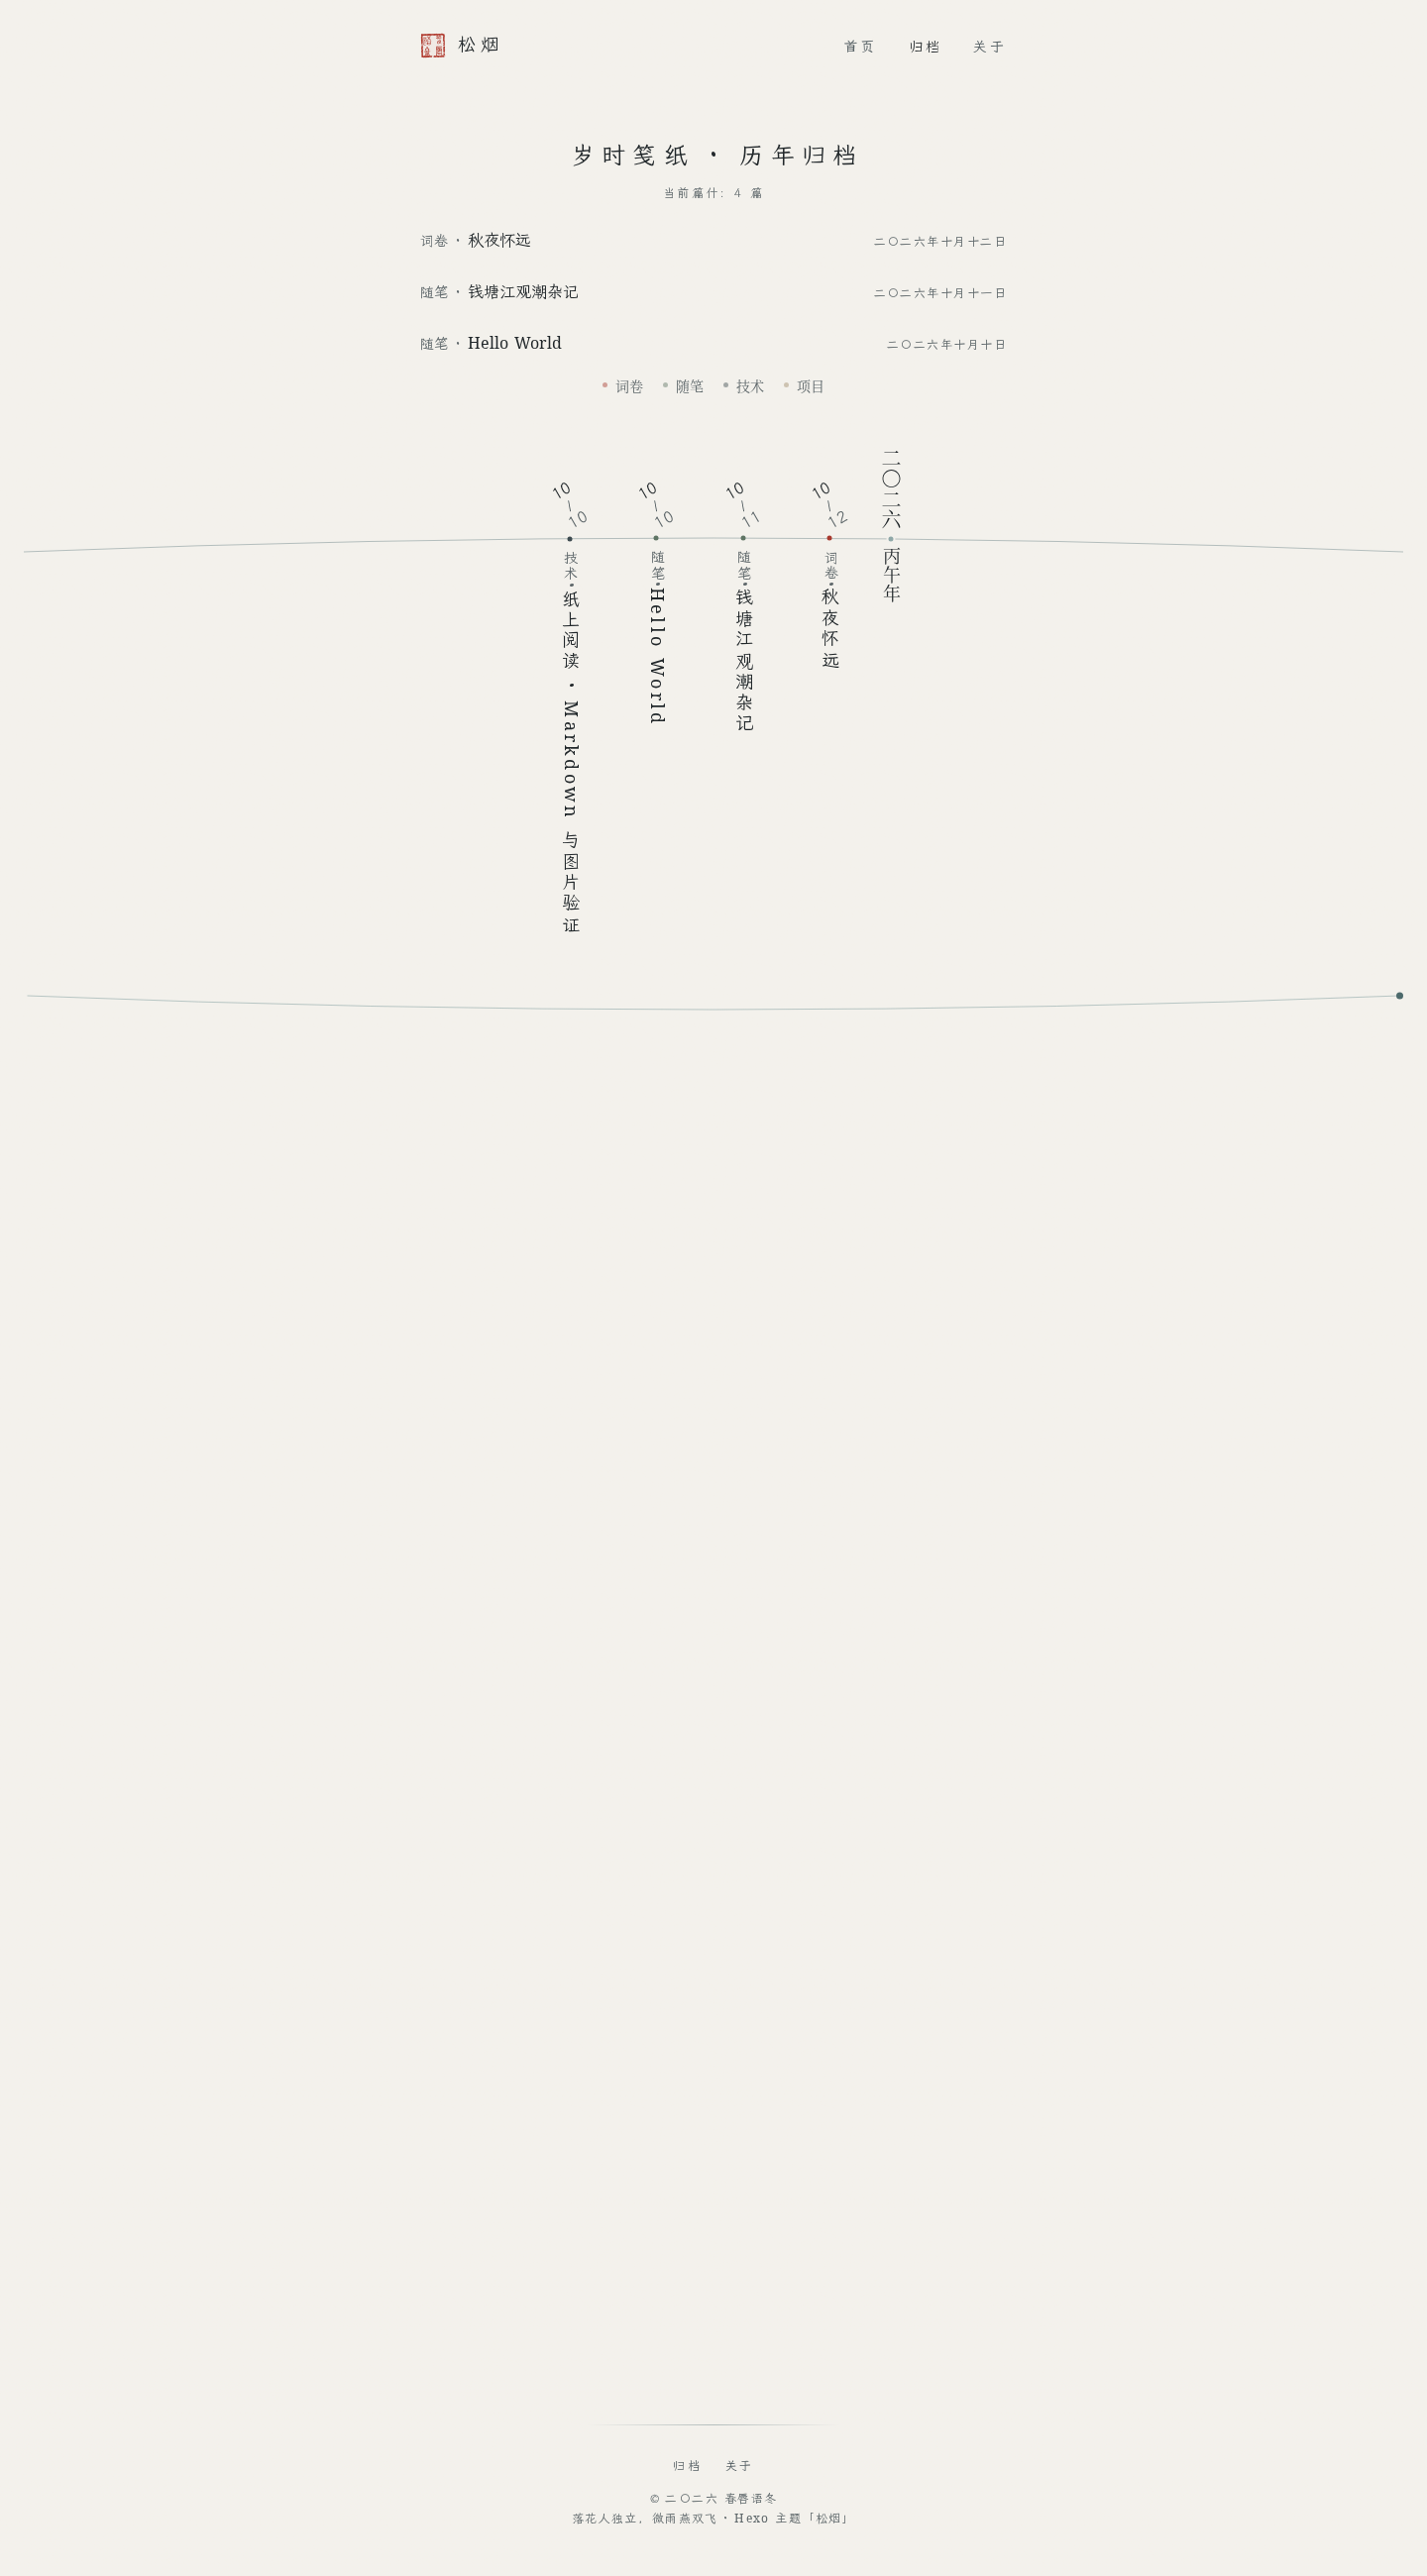 松烟
首页 归档 关于
岁时笺纸 · 历年归档
当前篇什：4 篇
词卷 · 秋夜怀远 二〇二六年十月十二日
随笔 · 钱塘江观潮杂记 二〇二六年十月十一日
随笔 · Hello World 二〇二六年十月十日
词卷 随笔 技术 项目
二〇二六 丙午年
10—12
词卷·秋夜怀远
10—11
随笔·钱塘江观潮杂记
10—10
随笔·Hello World
10—10
技术·纸上阅读 · Markdown 与图片验证
归档 关于
© 二〇二六 春唇语冬
落花人独立，微雨燕双飞 · Hexo 主题「松烟」